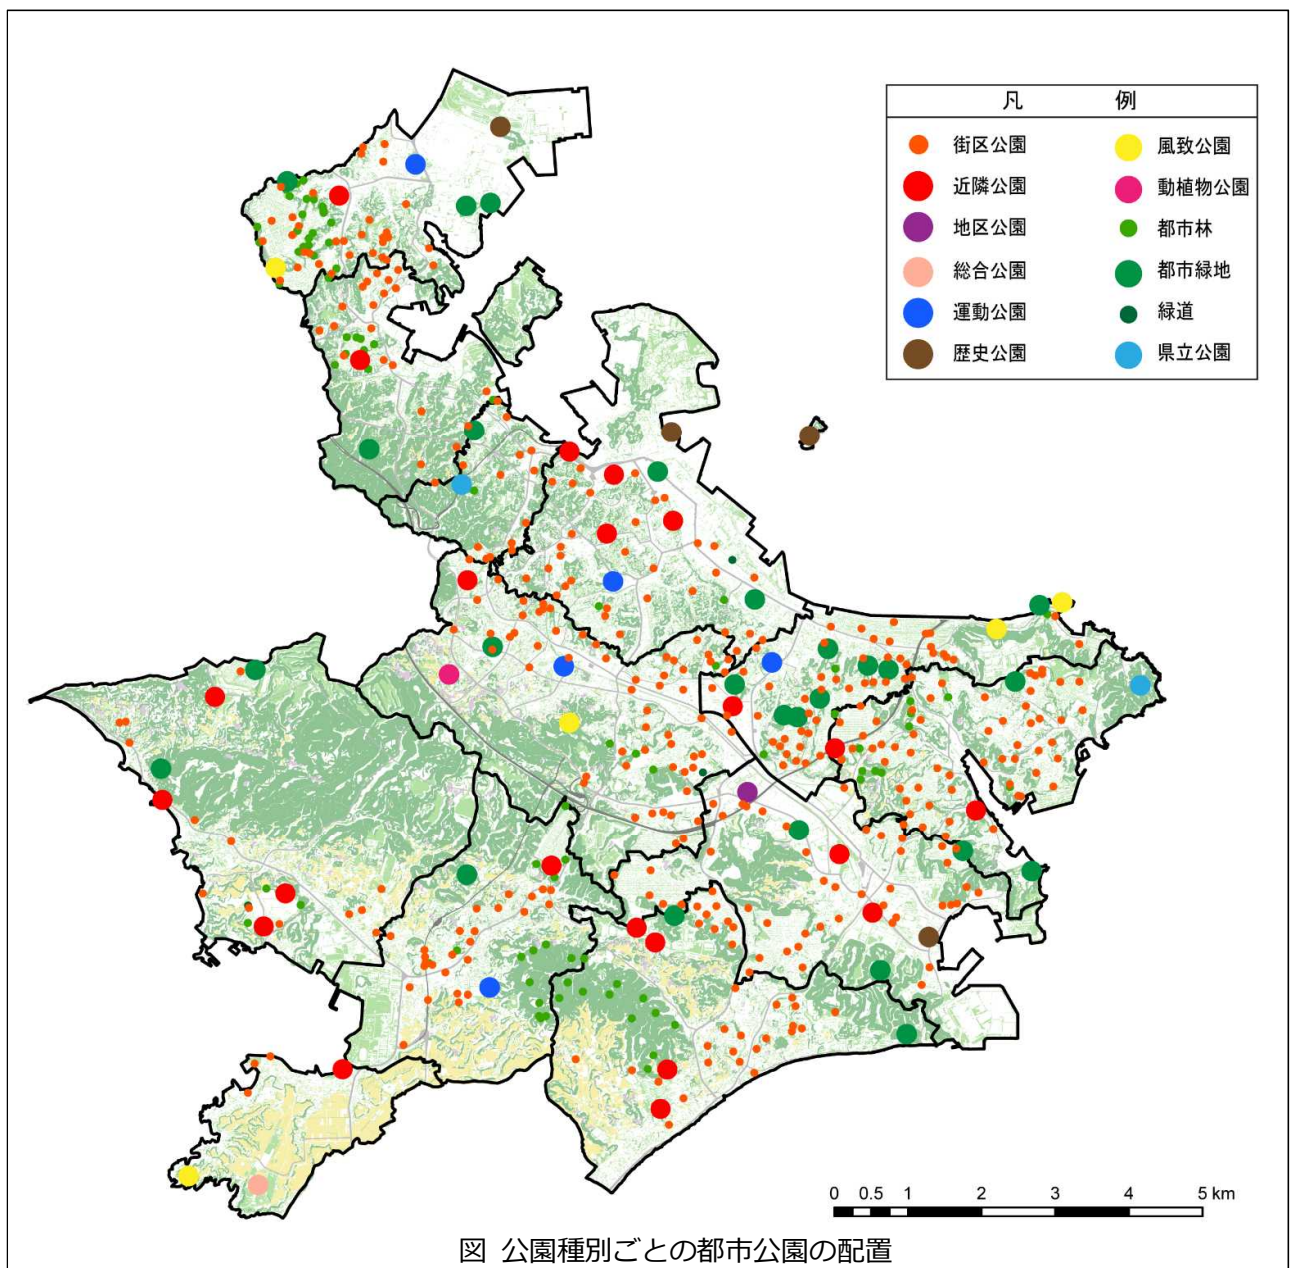 凡 例
街区公園
近隣公園
地区公園
総合公園
運動公園
歴史公園
風致公園
動植物公園
都市林
都市緑地
緑道
県立公園
0 0.5 1 2 3 4 5 km
図 公園種別ごとの都市公園の配置